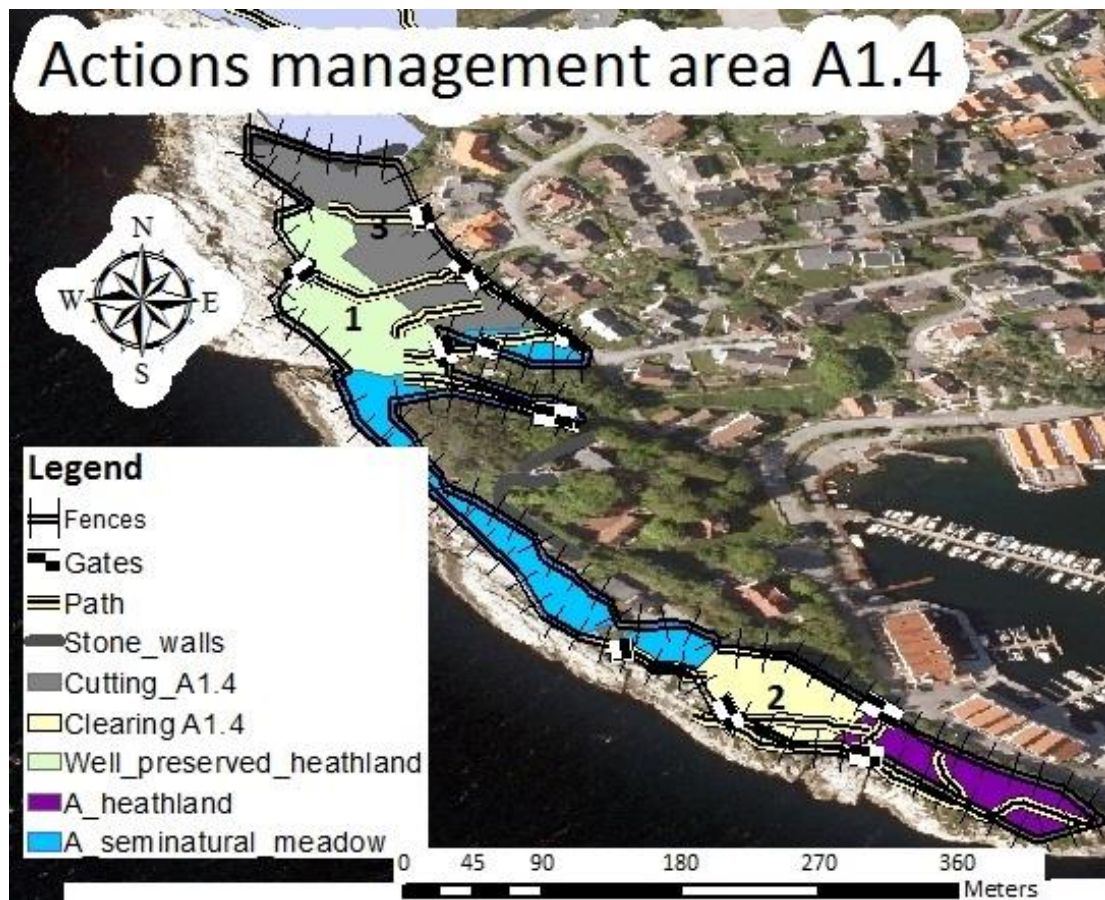 Actions management area A1.4
3
N
W E
1
S
Legend
Fences
Gates
Path
Stone_walls
Cutting_A1.4
Clearing A1.4
Well_preserved_heathland
A_heathland
A_seminatural_meadow
2
0 45 90 180 270 360
Meters